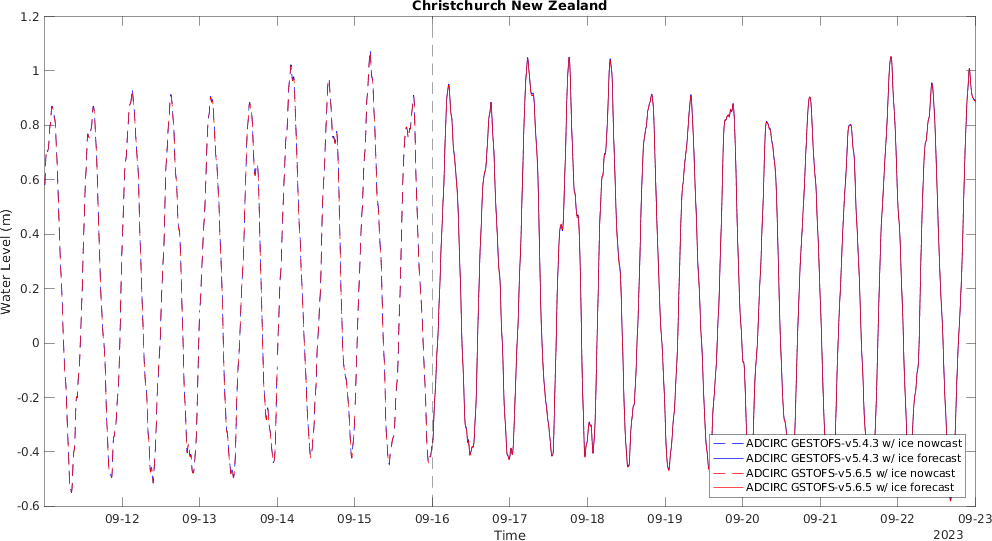 Christchurch New Zealand
1.2
1
0.8
0.6
0.4
0.2
0
-0.2
-0.4
-0.6
Water Level (m)
ADCIRC GESTOFS-v5.4.3 w/ ice nowcast
ADCIRC GESTOFS-v5.4.3 w/ ice forecast
ADCIRC GSTOFS-v5.6.5 w/ ice nowcast
ADCIRC GSTOFS-v5.6.5 w/ ice forecast
09-12 09-13 09-14 09-15 09-16 09-17 09-18 09-19 09-20 09-21 09-22 09-23
Time
2023